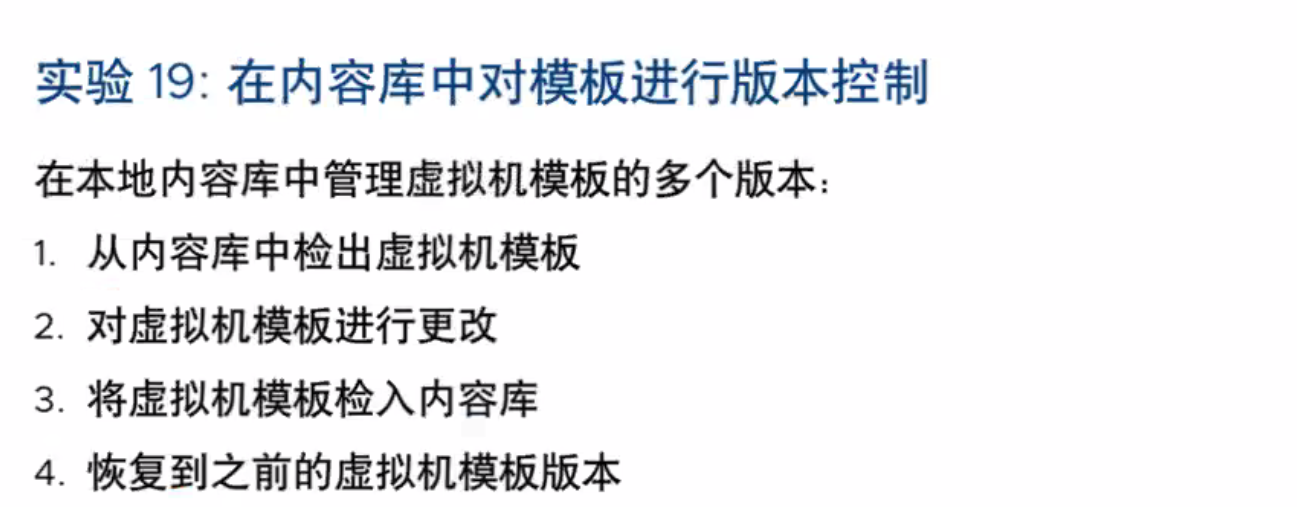 实验 19: 在内容库中对模板进行版本控制
在本地内容库中管理虚拟机模板的多个版本:
1. 从内容库中检出虚拟机模板
2. 对虚拟机模板进行更改
3. 将虚拟机模板检入内容库
4. 恢复到之前的虚拟机模板版本